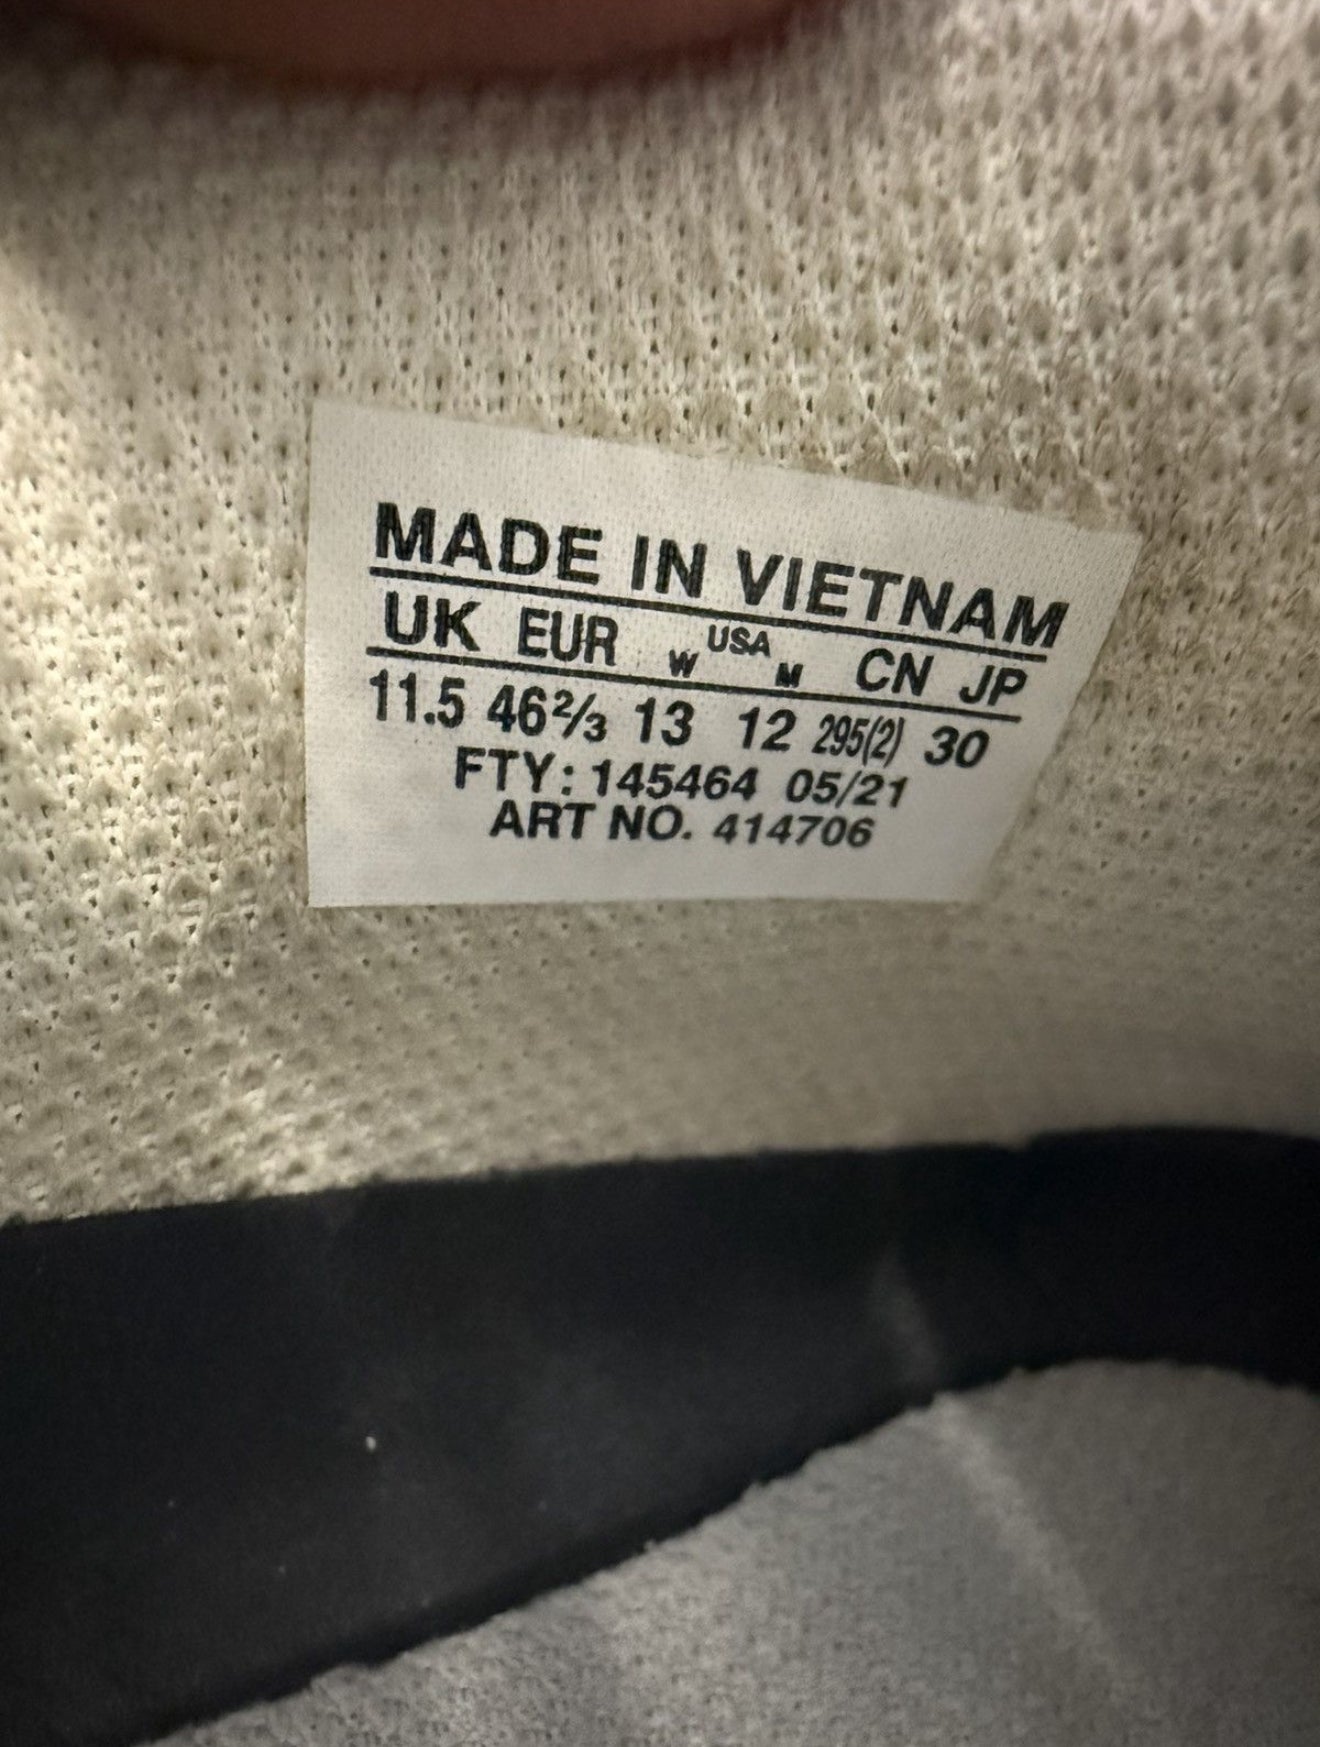 MADE IN VIETNAM
UK EUR W USA M CN JP
11.5 46⅔ 13 12 295(2) 30
FTY: 145464 05/21
ART NO. 414706